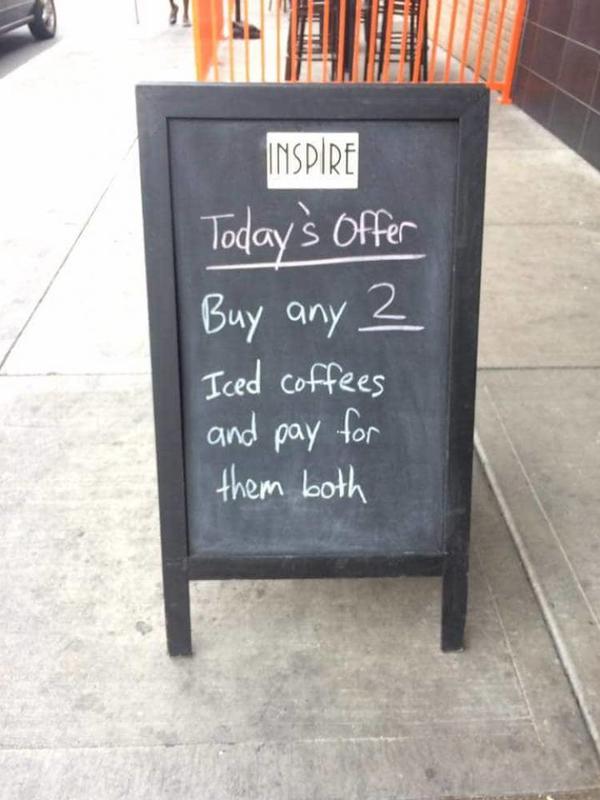 INSPIRE
Today's Offer
Buy any 2
Iced coffees
and pay for
them both